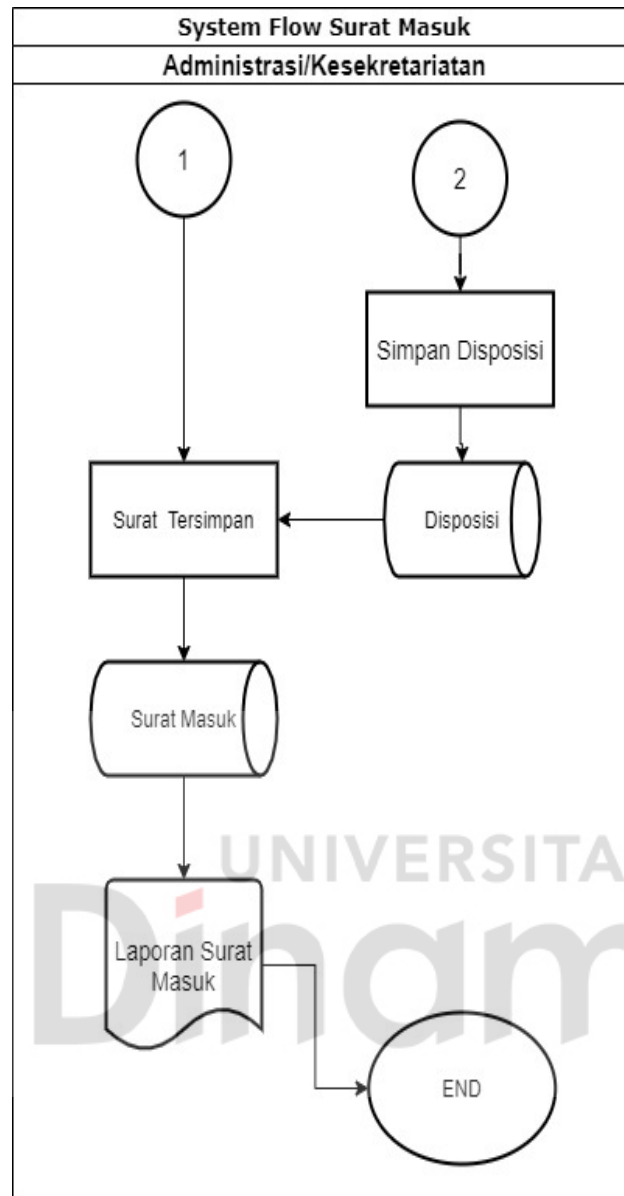 System Flow Surat Masuk
Administrasi/Kesekretariatan
1
2
Simpan Disposisi
Surat Tersimpan
Disposisi
Surat Masuk
UNIVERSITA
Dinam
Laporan Surat
Masuk
END